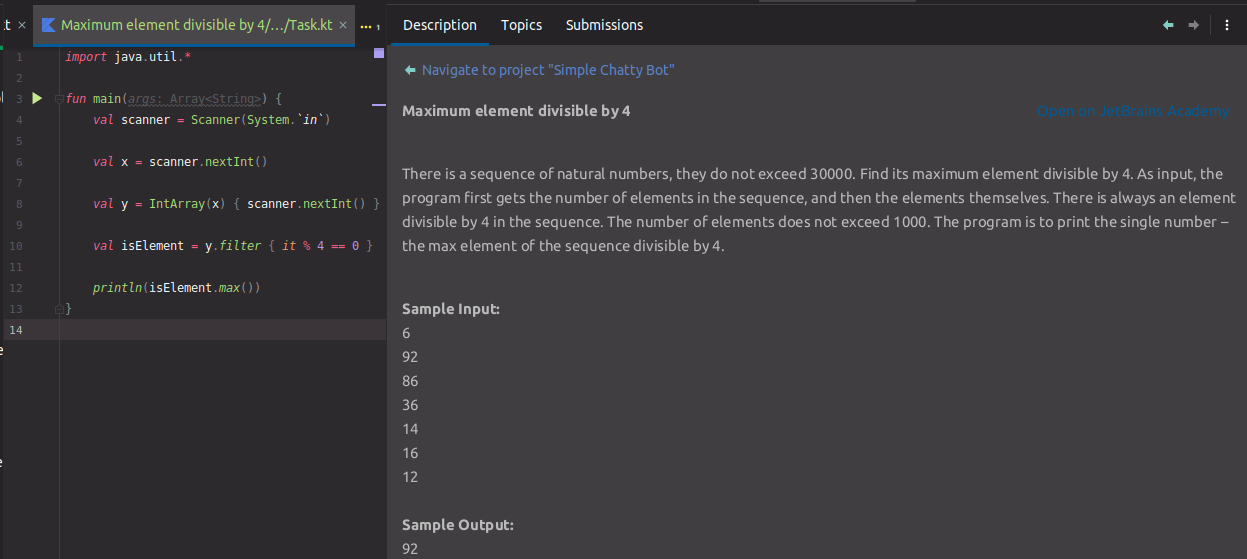 t × Maximum element divisible by 4/.../Task.kt × ... 1
1 import java.util.*
2
3 fun main(args: Array<String>) {
4 val scanner = Scanner(System.`in`)
5
6 val x = scanner.nextInt()
7
8 val y = IntArray(x) { scanner.nextInt() }
9
10 val isElement = y.filter { it % 4 == 0 }
11
12 println(isElement.max())
13 }
14
e
e
Description Topics Submissions
Navigate to project "Simple Chatty Bot"
Maximum element divisible by 4 Open on JetBrains Academy
There is a sequence of natural numbers, they do not exceed 30000. Find its maximum element divisible by 4. As input, the
program first gets the number of elements in the sequence, and then the elements themselves. There is always an element
divisible by 4 in the sequence. The number of elements does not exceed 1000. The program is to print the single number –
the max element of the sequence divisible by 4.
Sample Input:
6
92
86
36
14
16
12
Sample Output:
92